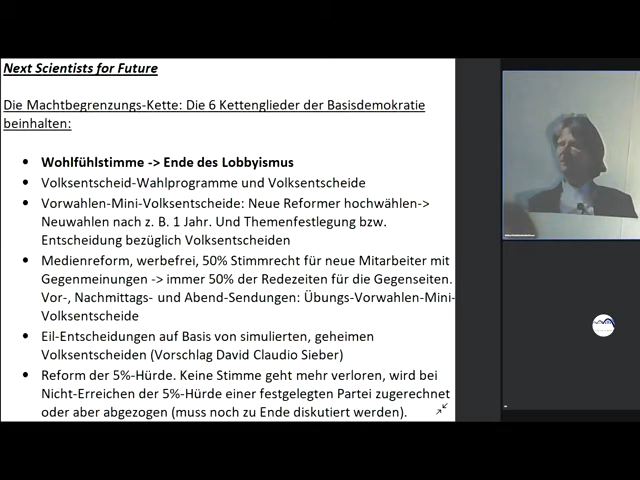 Next Scientists for Future
Die Machtbegrenzungs-Kette: Die 6 Kettenglieder der Basisdemokratie
beinhalten:
• Wohlfühlstimme -> Ende des Lobbyismus
• Volksentscheid-Wahlprogramme und Volksentscheide
• Vorwahlen-Mini-Volksentscheide: Neue Reformer hochwählen->
Neuwahlen nach z. B. 1 Jahr. Und Themenfestlegung bzw.
Entscheidung bezüglich Volksentscheiden
• Medienreform, werbefrei, 50% Stimmrecht für neue Mitarbeiter mit
Gegenmeinungen -> immer 50% der Redezeiten für die Gegenseiten.
Vor-, Nachmittags- und Abend-Sendungen: Übungs-Vorwahlen-Mini-
Volksentscheide
• Eil-Entscheidungen auf Basis von simulierten, geheimen
Volksentscheiden (Vorschlag David Claudio Sieber)
• Reform der 5%-Hürde. Keine Stimme geht mehr verloren, wird bei
Nicht-Erreichen der 5%-Hürde einer festgelegten Partei zugerechnet
oder aber abgezogen (muss noch zu Ende diskutiert werden).